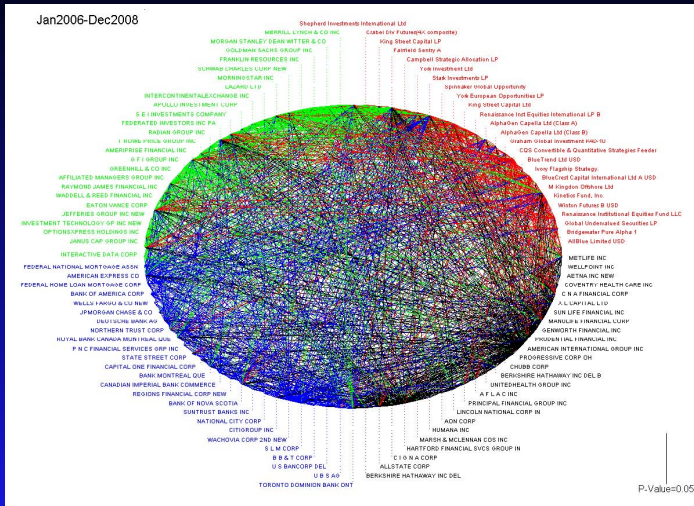 Jan2006-Dec2008
Shepherd Investments International Ltd
MERRILL LYNCH & CO INC
MORGAN STANLEY DEAN WITTER & CO
GOLDMAN SACHS GROUP INC
FRANKLIN RESOURCES INC
SCHWAB CHARLES CORP NEW
MORNINGSTAR INC
LAZARD LTD
INTERCONTINENTALEXCHANGE INC
APOLLO INVESTMENT CORP
S E I INVESTMENTS COMPANY
FEDERATED INVESTORS INC PA
RADIAN GROUP INC
T ROWE PRICE GROUP INC
AMERIPRISE FINANCIAL INC
G F I GROUP INC
GREENHILL & CO INC
AFFILIATED MANAGERS GROUP INC
RAYMOND JAMES FINANCIAL INC
WADDELL & REED FINANCIAL INC
EATON VANCE CORP
JEFFERIES GROUP INC NEW
INVESTMENT TECHNOLOGY GP INC NEW
OPTIONSXPRESS HOLDINGS INC
JANUS CAP GROUP INC
INTERACTIVE DATA CORP
FEDERAL NATIONAL MORTGAGE ASSN
AMERICAN EXPRESS CO
FEDERAL HOME LOAN MORTGAGE CORP
BANK OF AMERICA CORP
WELLS FARGO & CO NEW
JPMORGAN CHASE & CO
DEUTSCHE BANK AG
NORTHERN TRUST CORP
ROYAL BANK CANADA MONTREAL QUE
P N C FINANCIAL SERVICES GRP INC
STATE STREET CORP
CAPITAL ONE FINANCIAL CORP
BANK MONTREAL QUE
CANADIAN IMPERIAL BANK COMMERCE
REGIONS FINANCIAL CORP NEW
BANK OF NOVA SCOTIA
SUNTRUST BANKS INC
NATIONAL CITY CORP
CITIGROUP INC
WACHOVIA CORP 2ND NEW
S L M CORP
B B & T CORP
U S BANCORP DEL
U B S AG
TORONTO DOMINION BANK ONT
Crabel Div Futures(4X composite)
King Street Capital LP
Fairfield Sentry A
Campbell Strategic Allocation LP
York Investment Ltd
Stark Investments LP
Spinnaker Global Opportunity
York European Opportunities LP
King Street Capital Ltd
Renaissance Inst Equities International LP B
AlphaGen Capella Ltd (Class A)
AlphaGen Capella Ltd (Class B)
Graham Global Investment K4D-10
CQS Convertible & Quantitative Strategies Feeder
BlueTrend Ltd USD
Ivory Flagship Strategy.
BlueCrest Capital International Ltd A USD
M Kingdon Offshore Ltd
Kinetics Fund, Inc.
Winton Futures B USD
Renaissance Institutional Equities Fund LLC
Global Undervalued Securities LP
Bridgewater Pure Alpha 1
AllBlue Limited USD
METLIFE INC
WELLPOINT INC
AETNA INC NEW
COVENTRY HEALTH CARE INC
C N A FINANCIAL CORP
X L CAPITAL LTD
SUN LIFE FINANCIAL INC
MANULIFE FINANCIAL CORP
GENWORTH FINANCIAL INC
PRUDENTIAL FINANCIAL INC
AMERICAN INTERNATIONAL GROUP INC
PROGRESSIVE CORP OH
CHUBB CORP
BERKSHIRE HATHAWAY INC DEL B
UNITEDHEALTH GROUP INC
A F L A C INC
PRINCIPAL FINANCIAL GROUP INC
LINCOLN NATIONAL CORP IN
AON CORP
HUMANA INC
MARSH & MCLENNAN COS INC
HARTFORD FINANCIAL SVCS GROUP IN
C I G N A CORP
ALLSTATE CORP
BERKSHIRE HATHAWAY INC DEL
P-Value=0.05